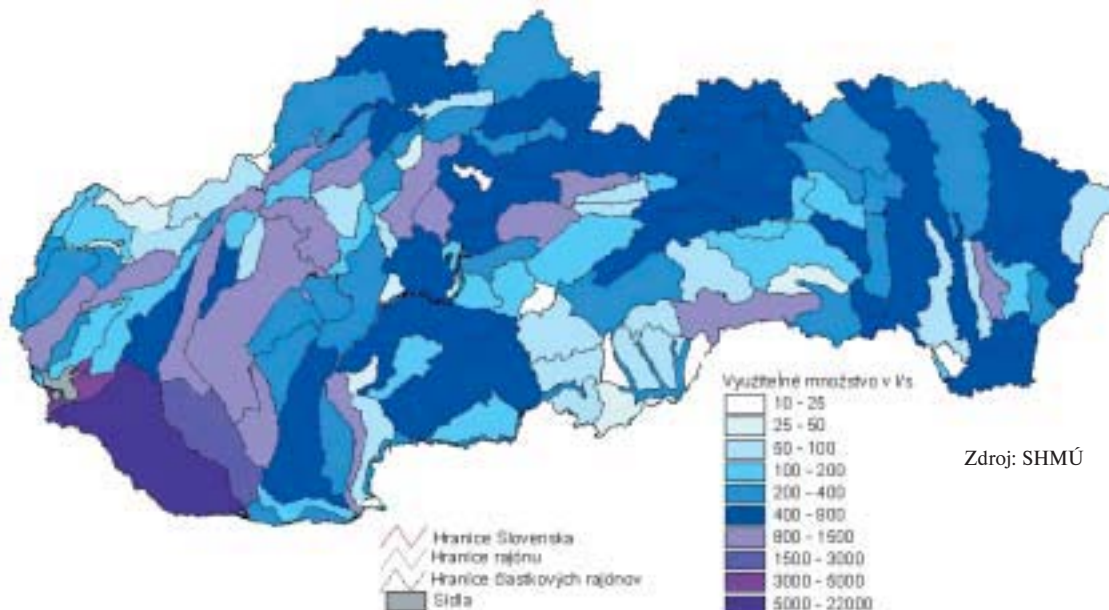 Využiteľné množstvo v l/s
10 - 25
25 - 50
50 - 100
100 - 200
200 - 400
400 - 800
800 - 1500
1500 - 3000
3000 - 5000
5000 - 22000
Zdroj: SHMÚ
Hranice Slovenska
Hranice rajónu
Hranice čiastkových rajónov
Sídla